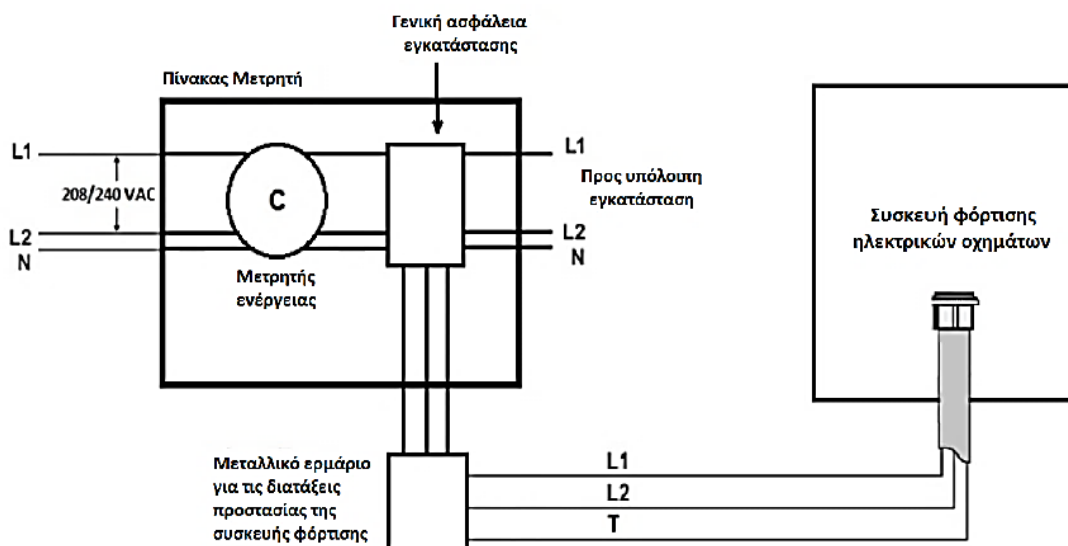 Γενική ασφάλεια
εγκατάστασης
Πίνακας Μετρητή
L1
208/240 VAC
L2
N
C
Μετρητής
ενέργειας
L1
Προς υπόλοιπη
εγκατάσταση
L2
N
Συσκευή φόρτισης
ηλεκτρικών οχημάτων
Μεταλλικό ερμάριο
για τις διατάξεις
προστασίας της
συσκευής φόρτισης
L1
L2
T